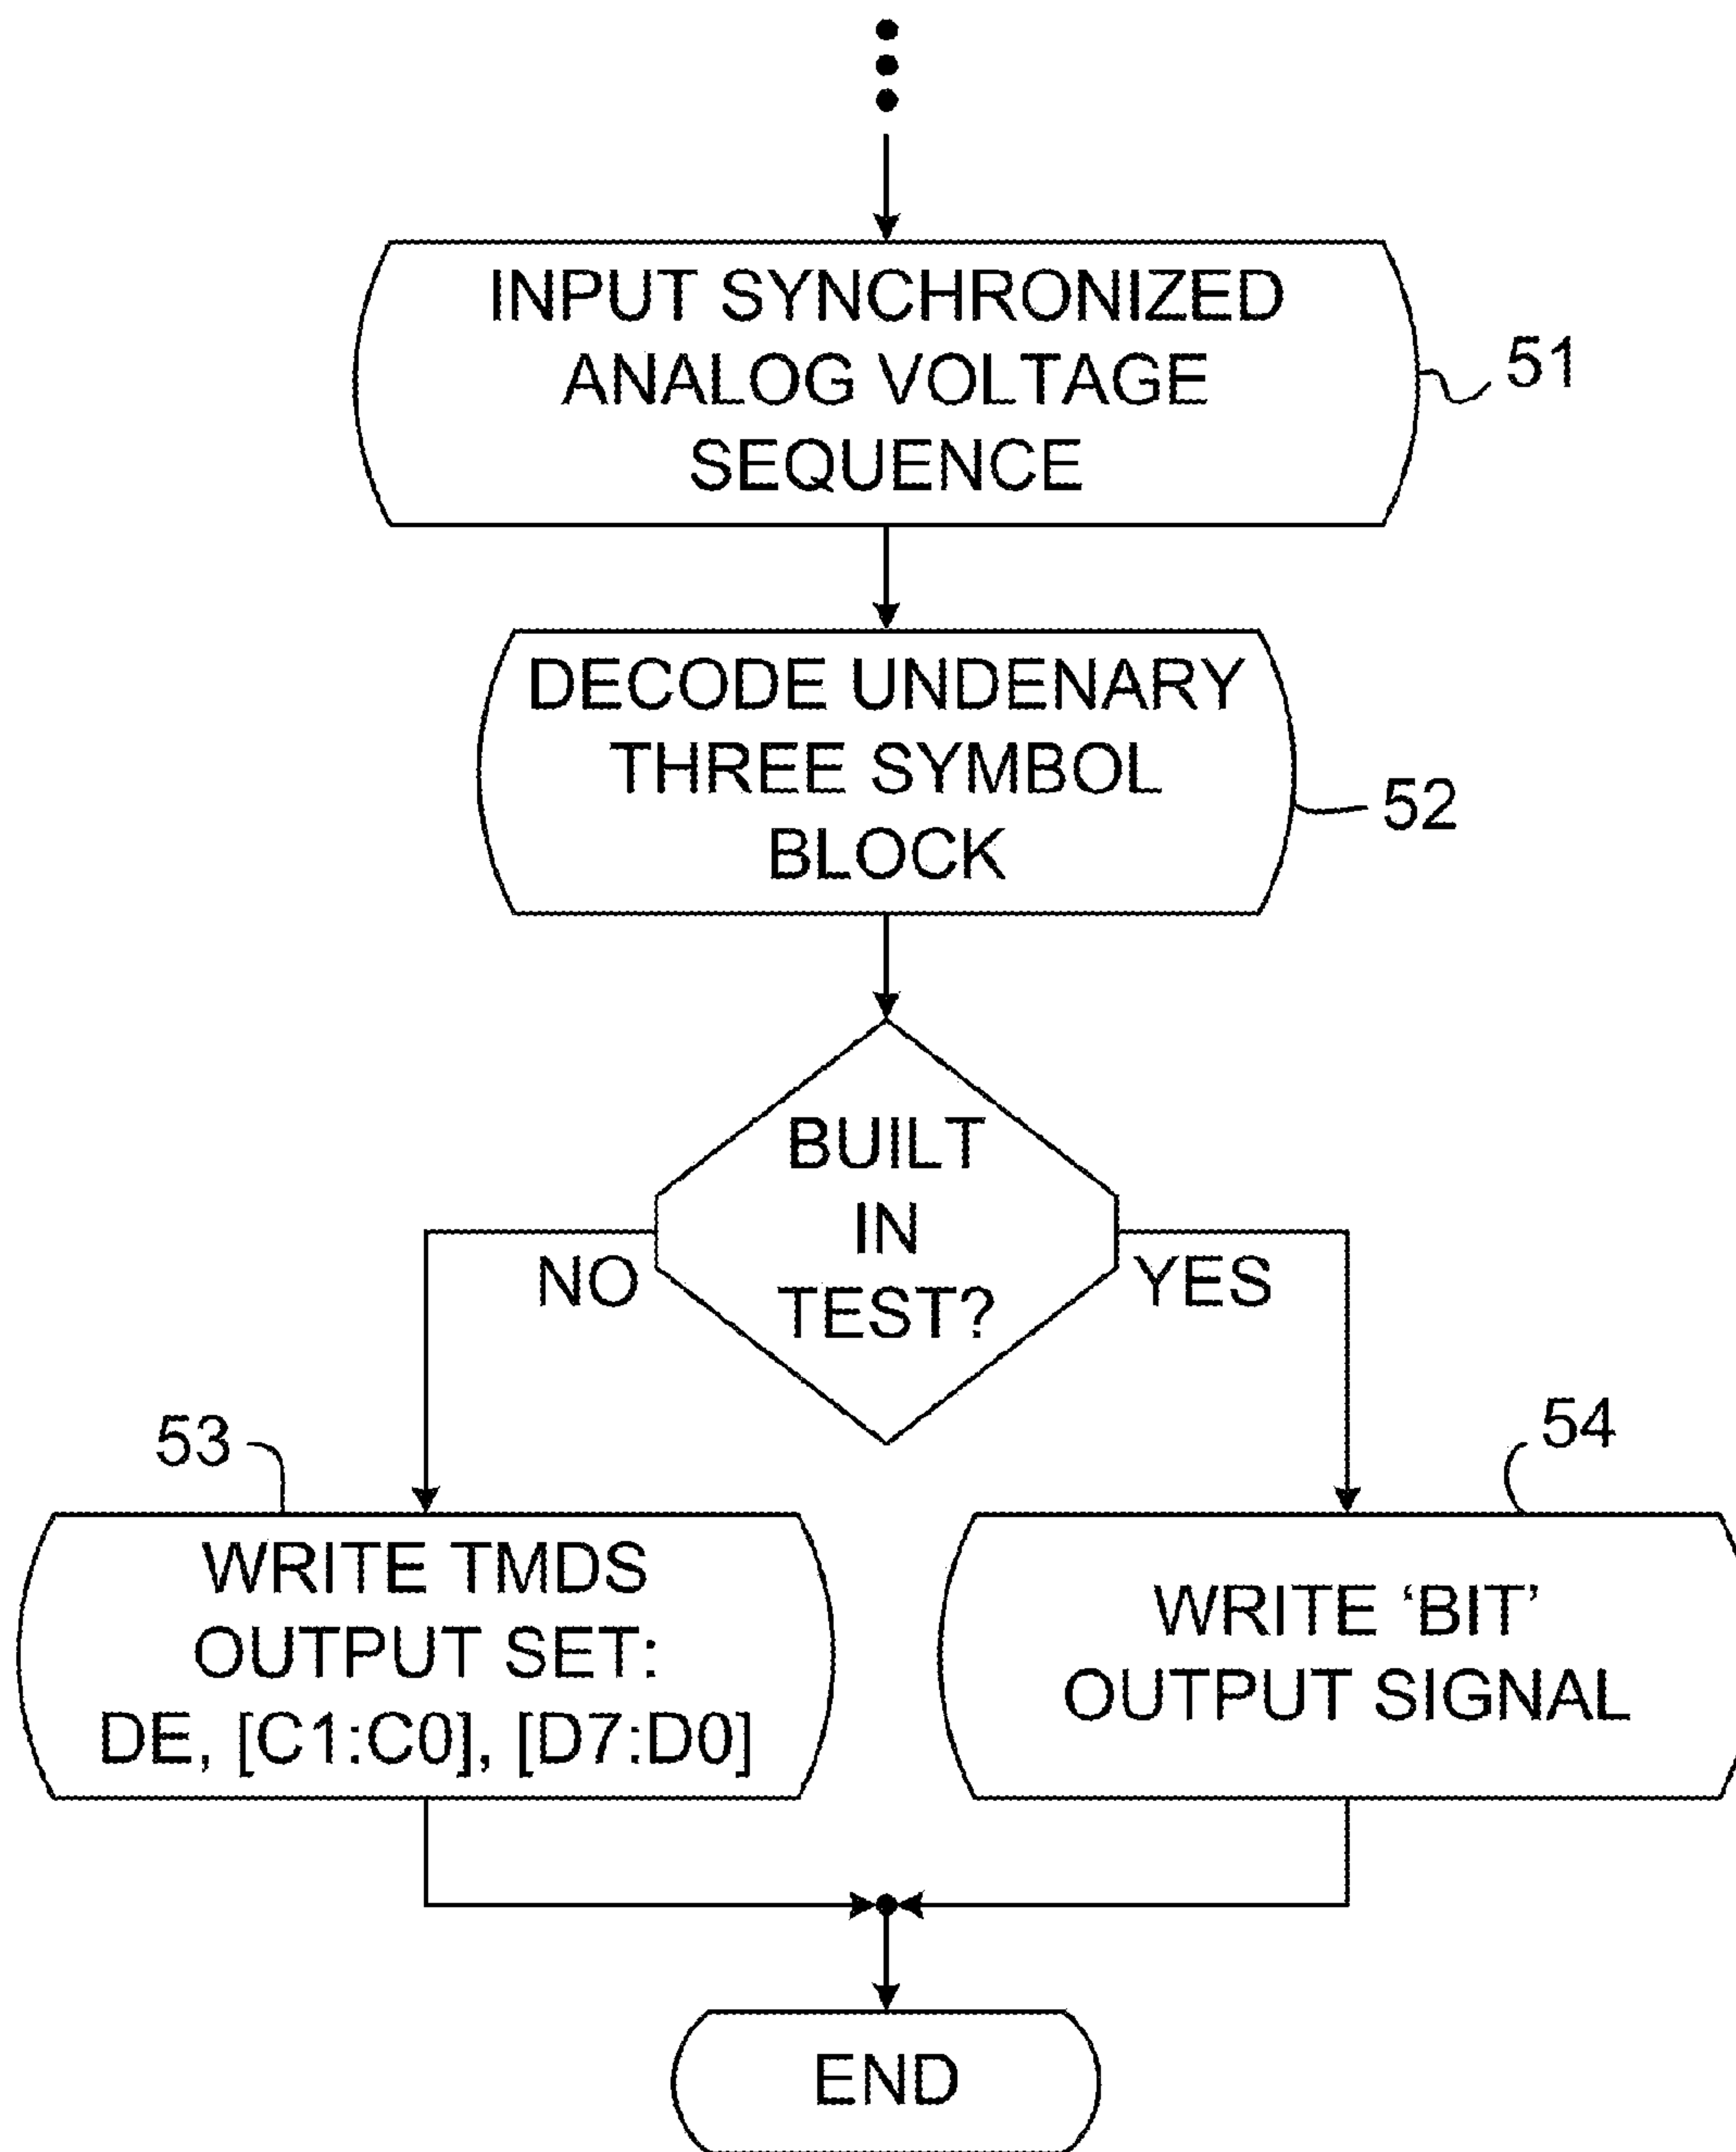 INPUT SYNCHRONIZED
ANALOG VOLTAGE
SEQUENCE
51
DECODE UNDENARY
THREE SYMBOL
BLOCK
52
BUILT
IN
TEST?
NO
YES
53
54
WRITE TMDS
OUTPUT SET:
DE, [C1:C0], [D7:D0]
WRITE ‘BIT’
OUTPUT SIGNAL
END